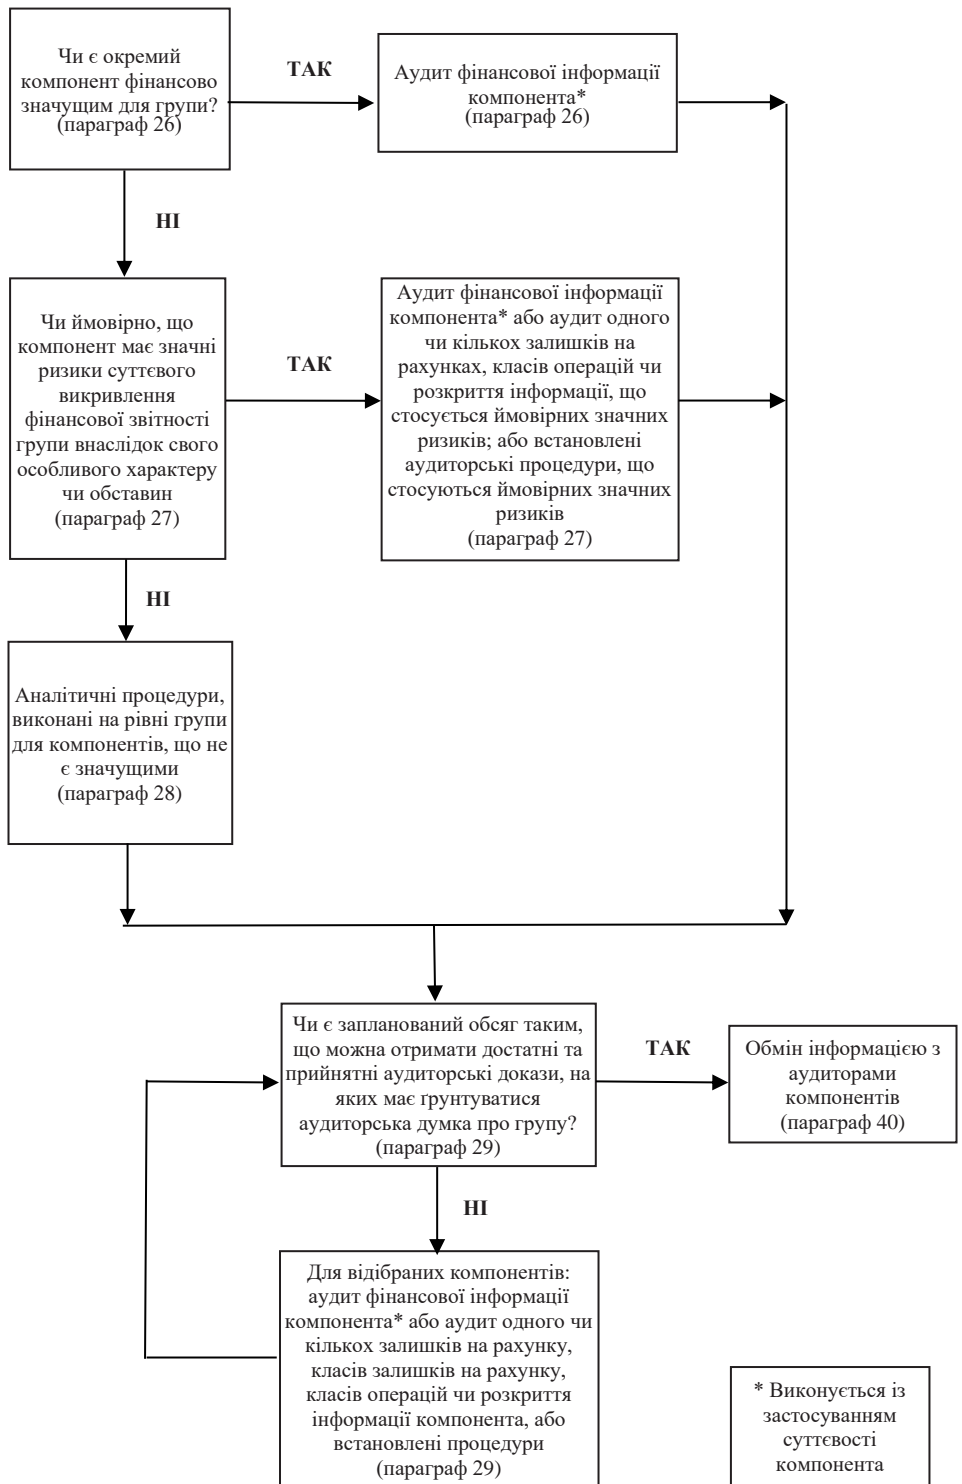 Чи є окремий
компонент фінансово
значущим для групи?
(параграф 26)
ТАК
Аудит фінансової інформації
компонента*
(параграф 26)
НІ
Чи ймовірно, що
компонент має значні
ризики суттєвого
викривлення
фінансової звітності
групи внаслідок свого
особливого характеру
чи обставин
(параграф 27)
ТАК
Аудит фінансової інформації
компонента* або аудит одного
чи кількох залишків на
рахунках, класів операцій чи
розкриття інформації, що
стосується ймовірних значних
ризиків; або встановлені
аудиторські процедури, що
стосуються ймовірних значних
ризиків
(параграф 27)
НІ
Аналітичні процедури,
виконані на рівні групи
для компонентів, що не
є значущими
(параграф 28)
Чи є запланований обсяг таким,
що можна отримати достатні та
прийнятні аудиторські докази, на
яких має ґрунтуватися
аудиторська думка про групу?
(параграф 29)
ТАК
Обмін інформацією з
аудиторами
компонентів
(параграф 40)
НІ
Для відібраних компонентів:
аудит фінансової інформації
компонента* або аудит одного чи
кількох залишків на рахунку,
класів залишків на рахунку,
класів операцій чи розкриття
інформації компонента, або
встановлені процедури
(параграф 29)
* Виконується із
застосуванням
суттєвості
компонента